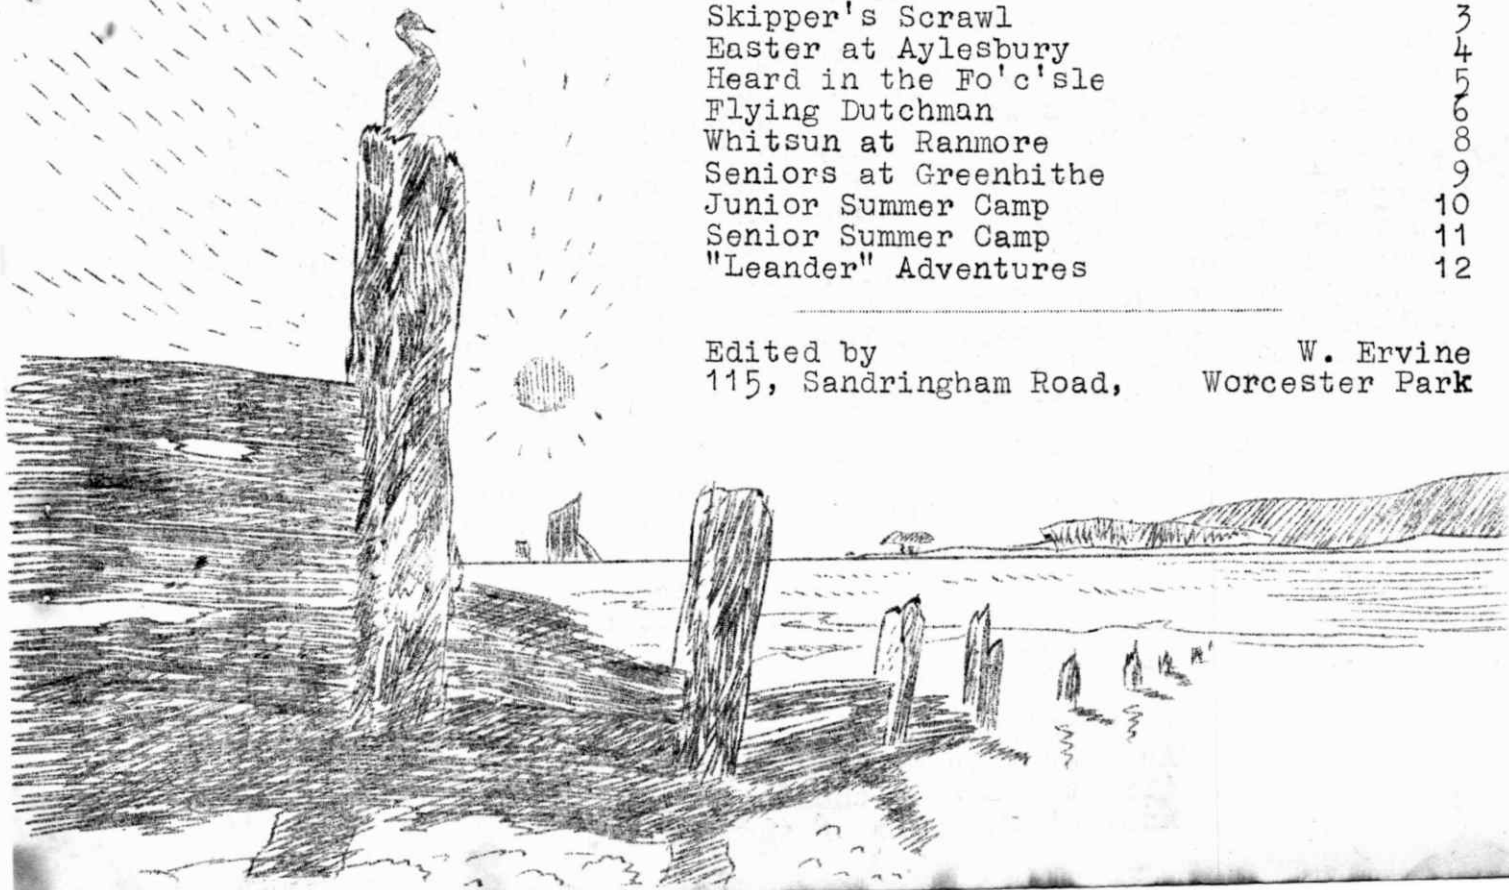 Skipper's Scrawl 3
Easter at Aylesbury 4
Heard in the Fo'c'sle 5
Flying Dutchman 6
Whitsun at Ranmore 8
Seniors at Greenhithe 9
Junior Summer Camp 10
Senior Summer Camp 11
"Leander" Adventures 12
Edited by W. Ervine
115, Sandringham Road, Worcester Park